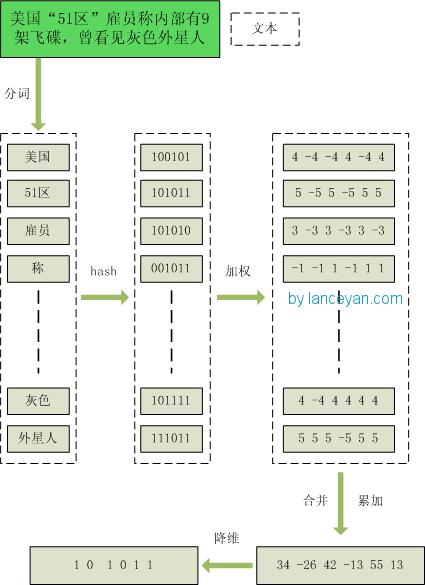 美国“51区”雇员称内部有9
架飞碟，曾看见灰色外星人
文本
分词
美国
100101
4 -4 -4 4 -4 4
51区
101011
5 -5 5 -5 5 5
雇员
101010
3 -3 3 -3 3 -3
称
001011
-1 -1 1 -1 1 1
hash
加权
by lanceyan.com
灰色
101111
4 -4 4 4 4 4
外星人
111011
5 5 5 -5 5 5
合并
累加
降维
1 0 1 0 1 1
34 -26 42 -13 55 13